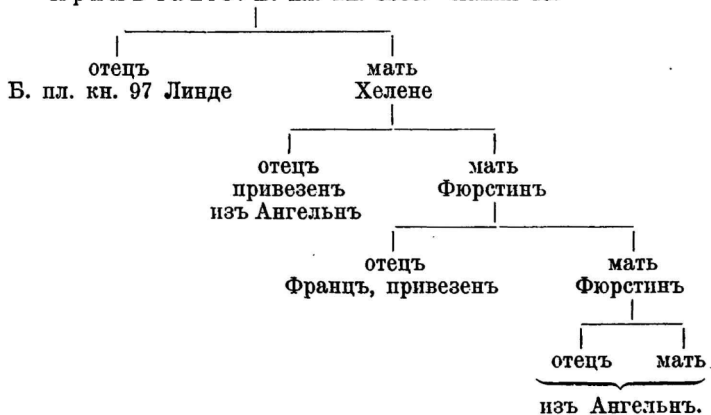 отецъ мать
Б. пл. кн. 97 Линде Хелене
отецъ мать
привезенъ Фюрстинъ
изъ Ангельнъ
отецъ мать
Францъ, привезенъ Фюрстинъ
отецъ мать
изъ Ангельнъ.